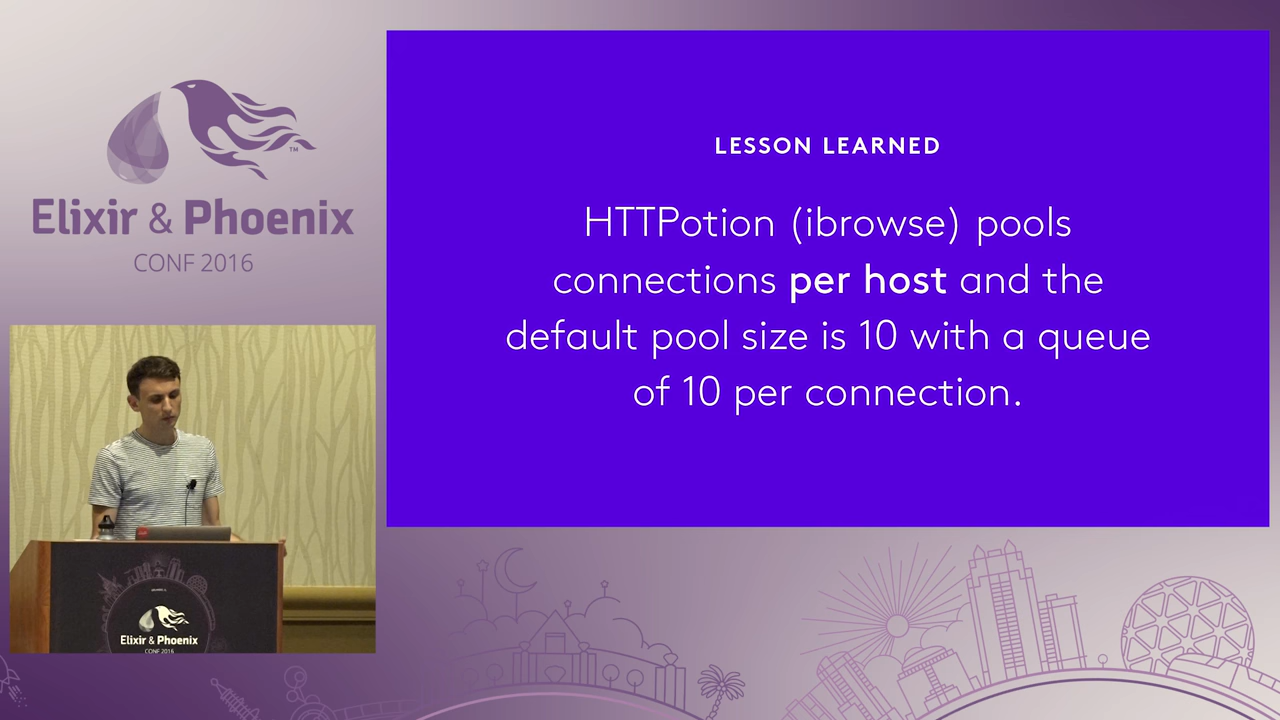 Elixir & Phoenix
TM
CONF 2016
LESSON LEARNED
HTTPotion (ibrowse) pools
connections per host and the
default pool size is 10 with a queue
of 10 per connection.
Elixir & Phoenix
CONF 2016